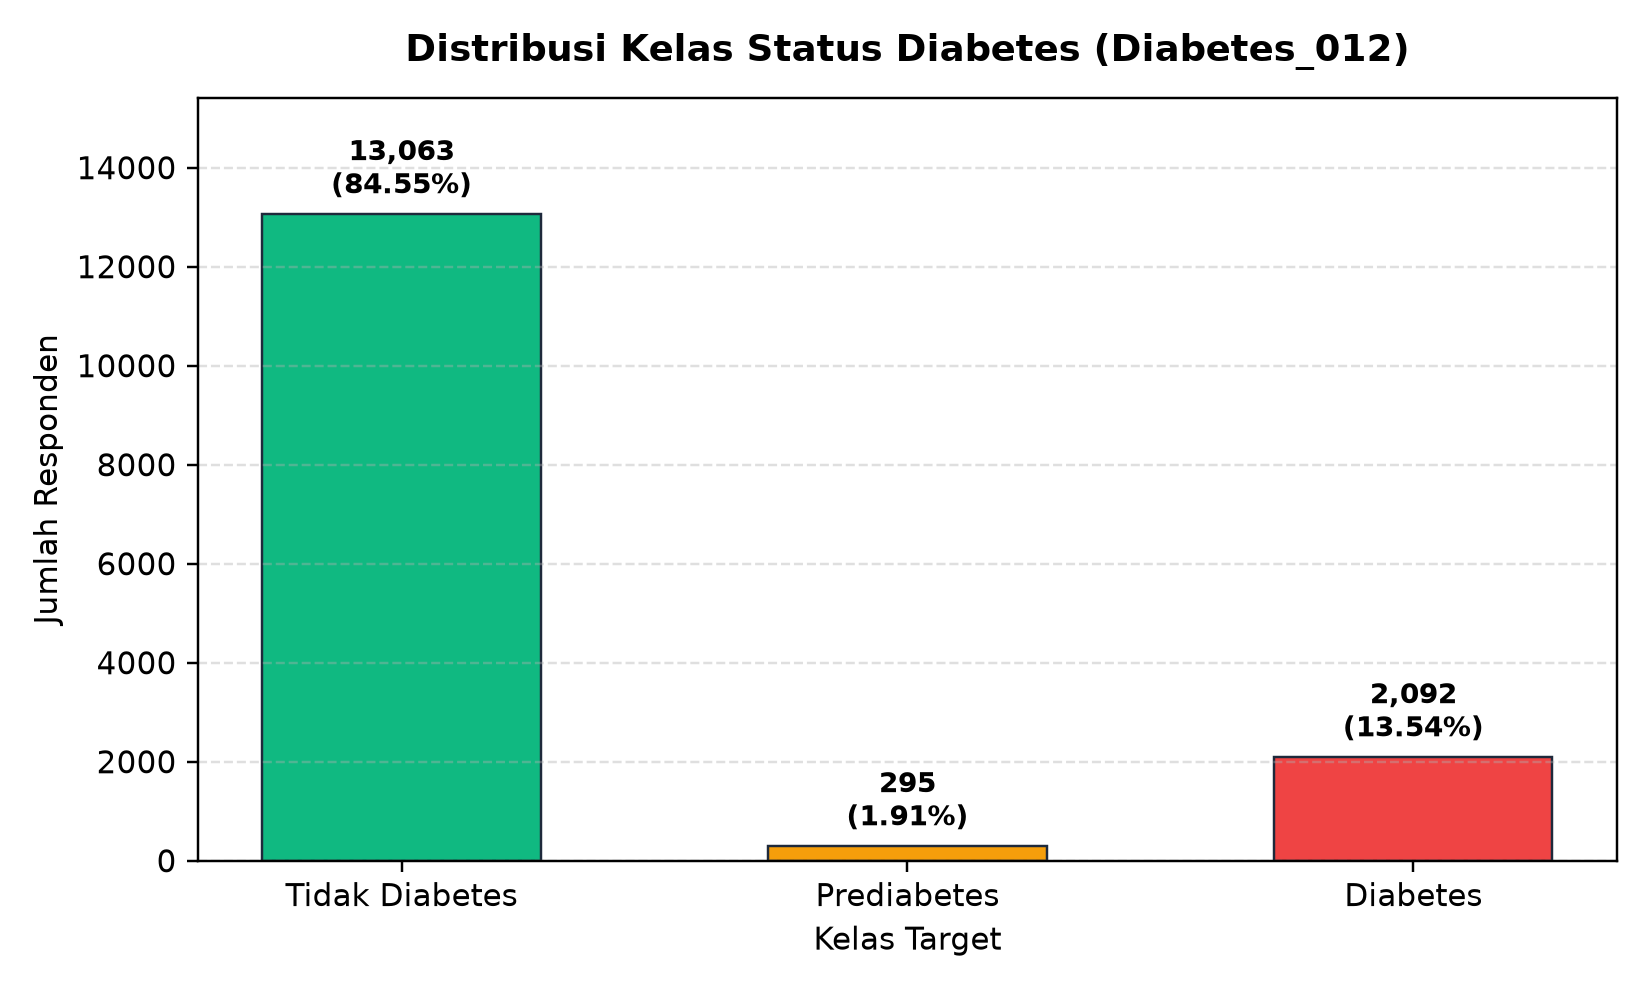 Distribusi Kelas Status Diabetes (Diabetes_012)
Jumlah Responden
14000
12000
10000
8000
6000
4000
2000
0
13,063
(84.55%)
295
(1.91%)
2,092
(13.54%)
Tidak Diabetes
Prediabetes
Diabetes
Kelas Target